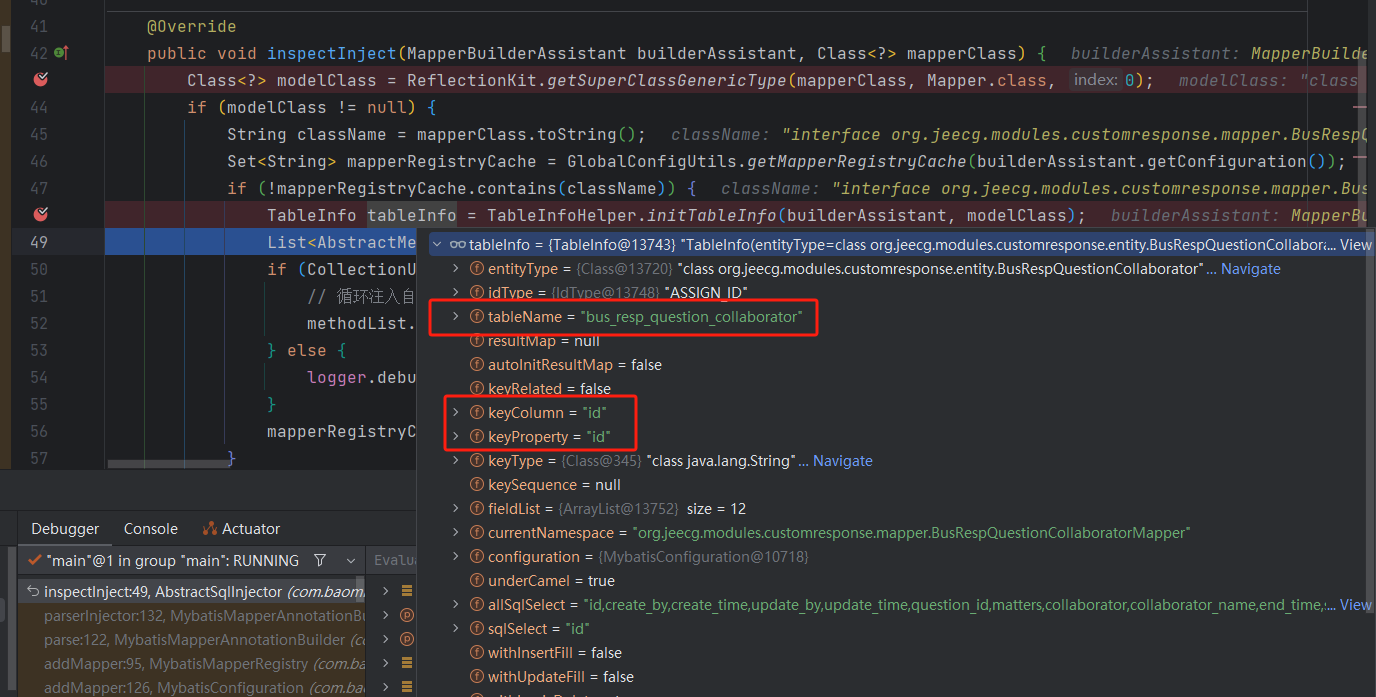 40
41 @Override
42 public void inspectInject(MapperBuilderAssistant builderAssistant, Class<?> mapperClass) { builderAssistant: MapperBuilde
Class<?> modelClass = ReflectionKit.getSuperClassGenericType(mapperClass, Mapper.class, index: 0); modelClass: "class
44 if (modelClass != null) {
45 String className = mapperClass.toString(); className: "interface org.jeecg.modules.customresponse.mapper.BusRespQ
46 Set<String> mapperRegistryCache = GlobalConfigUtils.getMapperRegistryCache(builderAssistant.getConfiguration());
47 if (!mapperRegistryCache.contains(className)) { className: "interface org.jeecg.modules.customresponse.mapper.Bus
TableInfo tableInfo = TableInfoHelper.initTableInfo(builderAssistant, modelClass); builderAssistant: MapperBu
49 List<AbstractMe
50 if (CollectionU
51 // 循环注入自
52 methodList.
53 } else {
54 logger.debu
55 }
56 mapperRegistryC
57 }
tableInfo = {TableInfo@13743} "TableInfo(entityType=class org.jeecg.modules.customresponse.entity.BusRespQuestionCollabora... View
entityType = {Class@13720} "class org.jeecg.modules.customresponse.entity.BusRespQuestionCollaborator" ... Navigate
idType = {IdType@13748} "ASSIGN_ID"
tableName = "bus_resp_question_collaborator"
resultMap = null
autoInitResultMap = false
keyRelated = false
keyColumn = "id"
keyProperty = "id"
keyType = {Class@345} "class java.lang.String" ... Navigate
keySequence = null
fieldList = {ArrayList@13752} size = 12
currentNamespace = "org.jeecg.modules.customresponse.mapper.BusRespQuestionCollaboratorMapper"
configuration = {MybatisConfiguration@10718}
underCamel = true
allSqlSelect = "id,create_by,create_time,update_by,update_time,question_id,matters,collaborator,collaborator_name,end_time,... View
sqlSelect = "id"
withInsertFill = false
withUpdateFill = false
Debugger Console Actuator
"main"@1 in group "main": RUNNING
Evalua
inspectInject:49, AbstractSqlInjector (com.baomi
parserInjector:132, MybatisMapperAnnotationBu
parse:122, MybatisMapperAnnotationBuilder (co
addMapper:95, MybatisMapperRegistry (com.ba
addMapper:126, MybatisConfiguration (com.bao